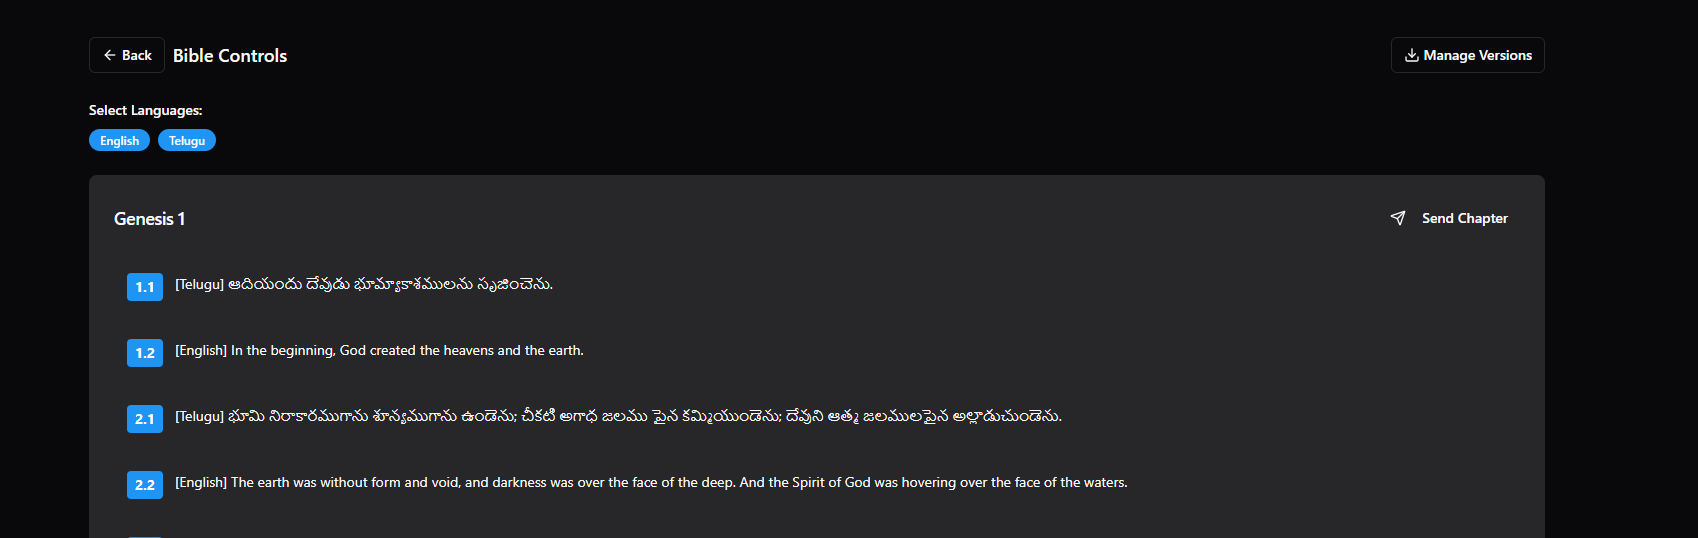 Back
Bible Controls
Manage Versions
Select Languages:
English
Telugu
Genesis 1
Send Chapter
1.1 [Telugu] ఆదియందు దేవుడు భూమ్యాకాశములను సృజించెను.
1.2 [English] In the beginning, God created the heavens and the earth.
2.1 [Telugu] భూమి నిరాకారముగాను శూన్యముగాను ఉండెను; చీకటి అగాధ జలము పైన కమ్మియుండెను; దేవుని ఆత్మ జలములపైన అల్లాడుచుండెను.
2.2 [English] The earth was without form and void, and darkness was over the face of the deep. And the Spirit of God was hovering over the face of the waters.